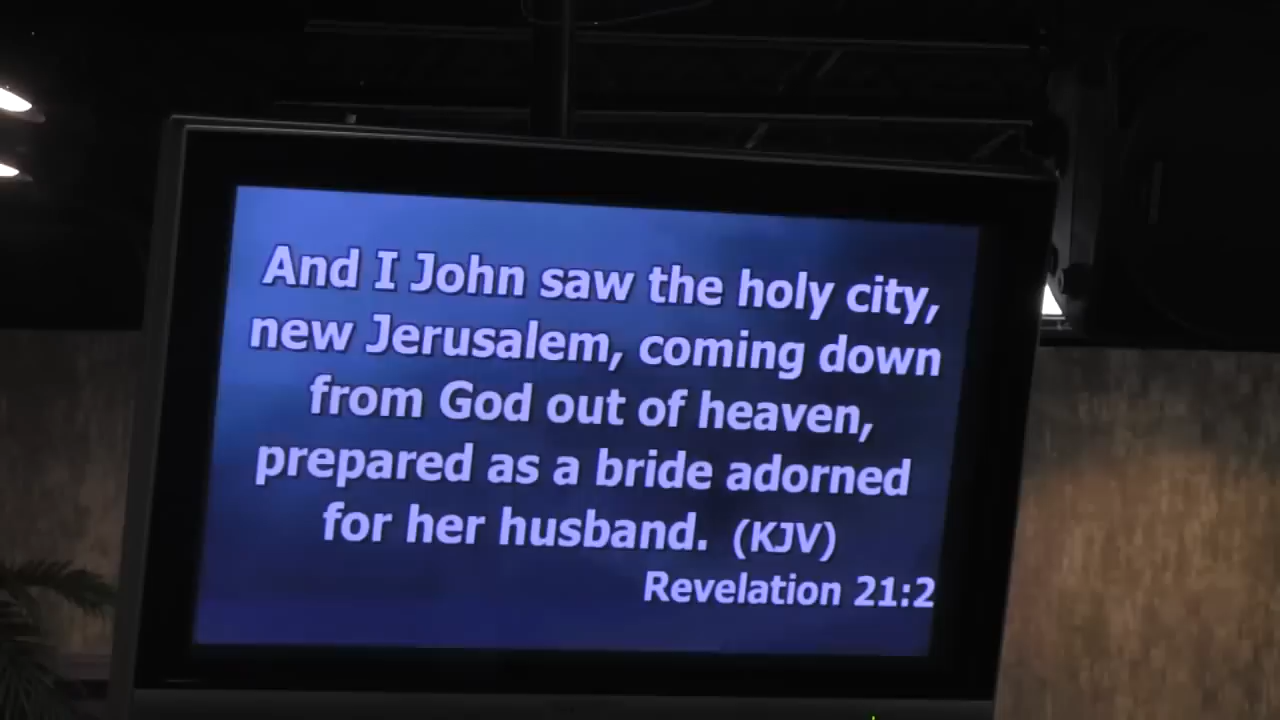 And I John saw the holy city,
new Jerusalem, coming down
from God out of heaven,
prepared as a bride adorned
for her husband. (KJV)
Revelation 21:2